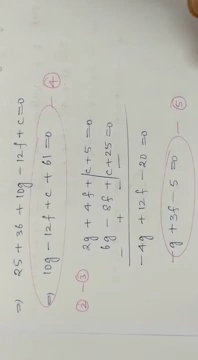 ⇒ 25 + 36 + 10g - 12f + c = 0
⇒ 10g - 12f + c + 61 = 0 — ④
② - ③
2g + 4f + c + 5 = 0
6g - 8f + c + 25 = 0
- + - -
-4g + 12f - 20 = 0
-g + 3f - 5 = 0 — ⑤